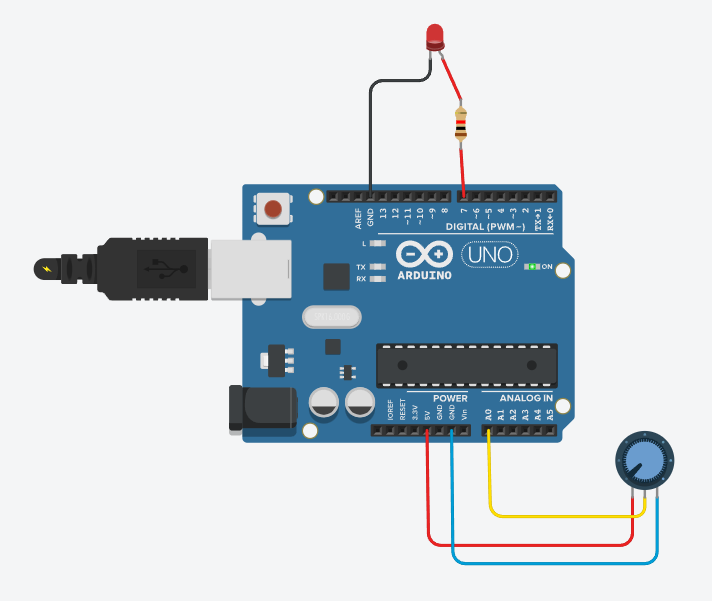 AREF
GND
13
12
~11
~10
~9
8
7
~6
~5
4
~3
2
TX→1
RX←0
DIGITAL (PWM~)
L
TX
RX
UNO
ARDUINO
ON
POWER
ANALOG IN
IOREF
RESET
3.3V
5V
GND
GND
Vin
A0
A1
A2
A3
A4
A5